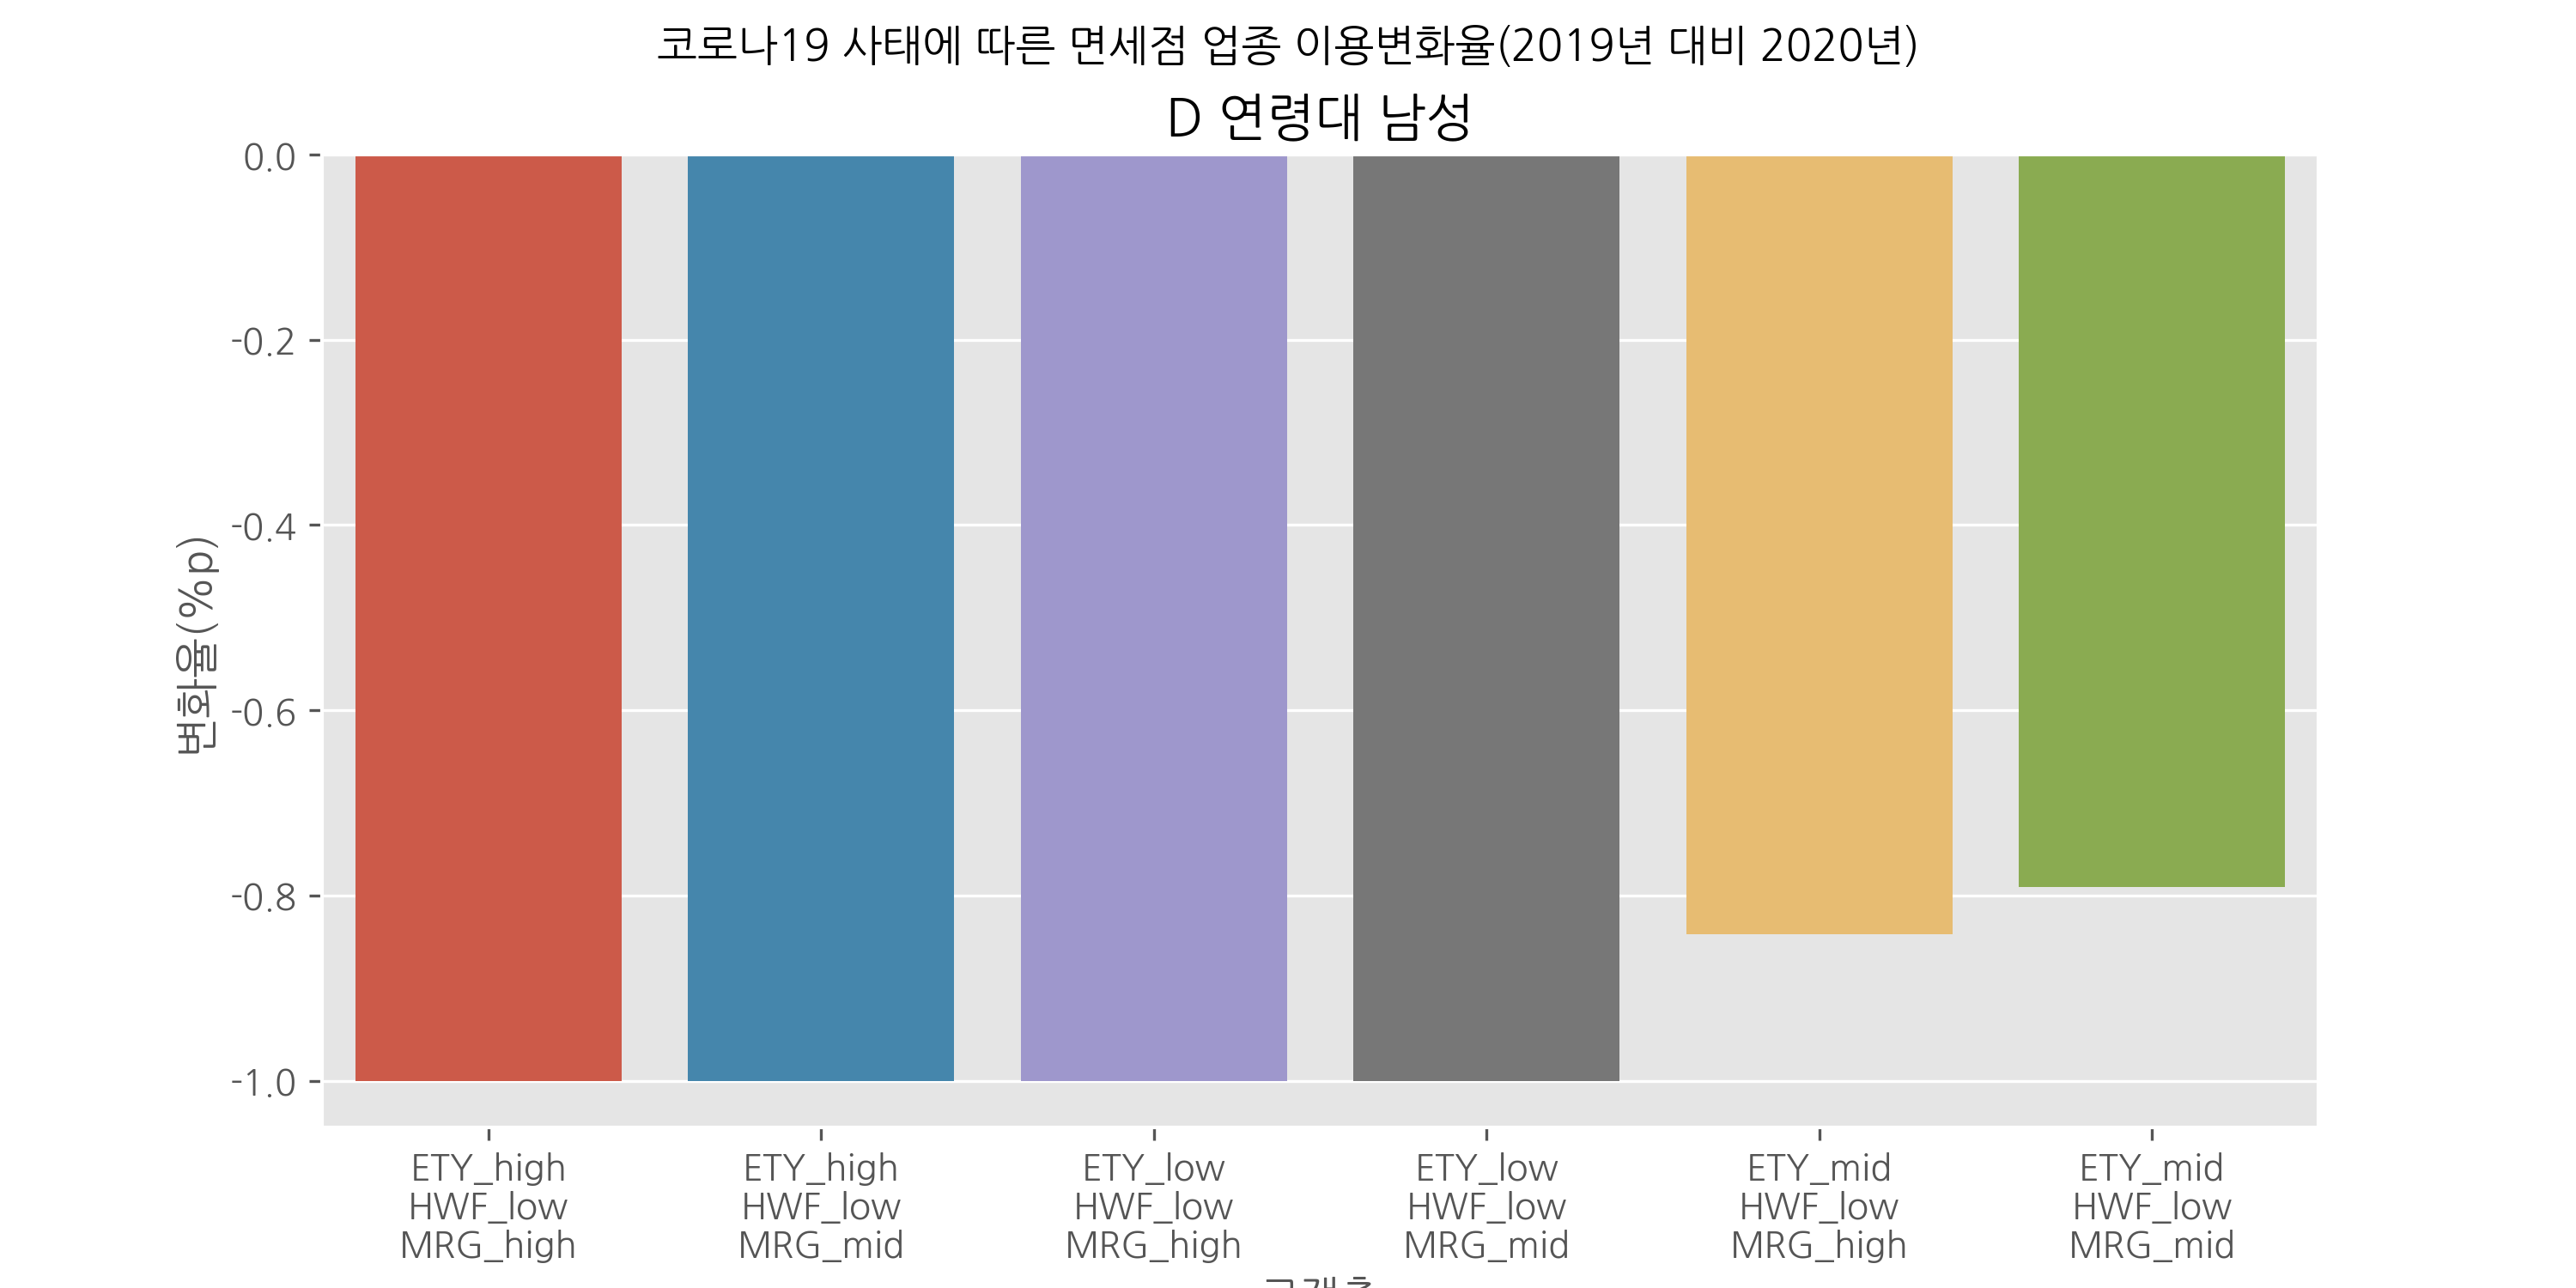 코로나19 사태에 따른 면세점 업종 이용변화율(2019년 대비 2020년)
D 연령대 남성
변화율(%p)
0.0
-0.2
-0.4
-0.6
-0.8
-1.0
ETY_high
HWF_low
MRG_high
ETY_high
HWF_low
MRG_mid
ETY_low
HWF_low
MRG_high
ETY_low
HWF_low
MRG_mid
ETY_mid
HWF_low
MRG_high
ETY_mid
HWF_low
MRG_mid